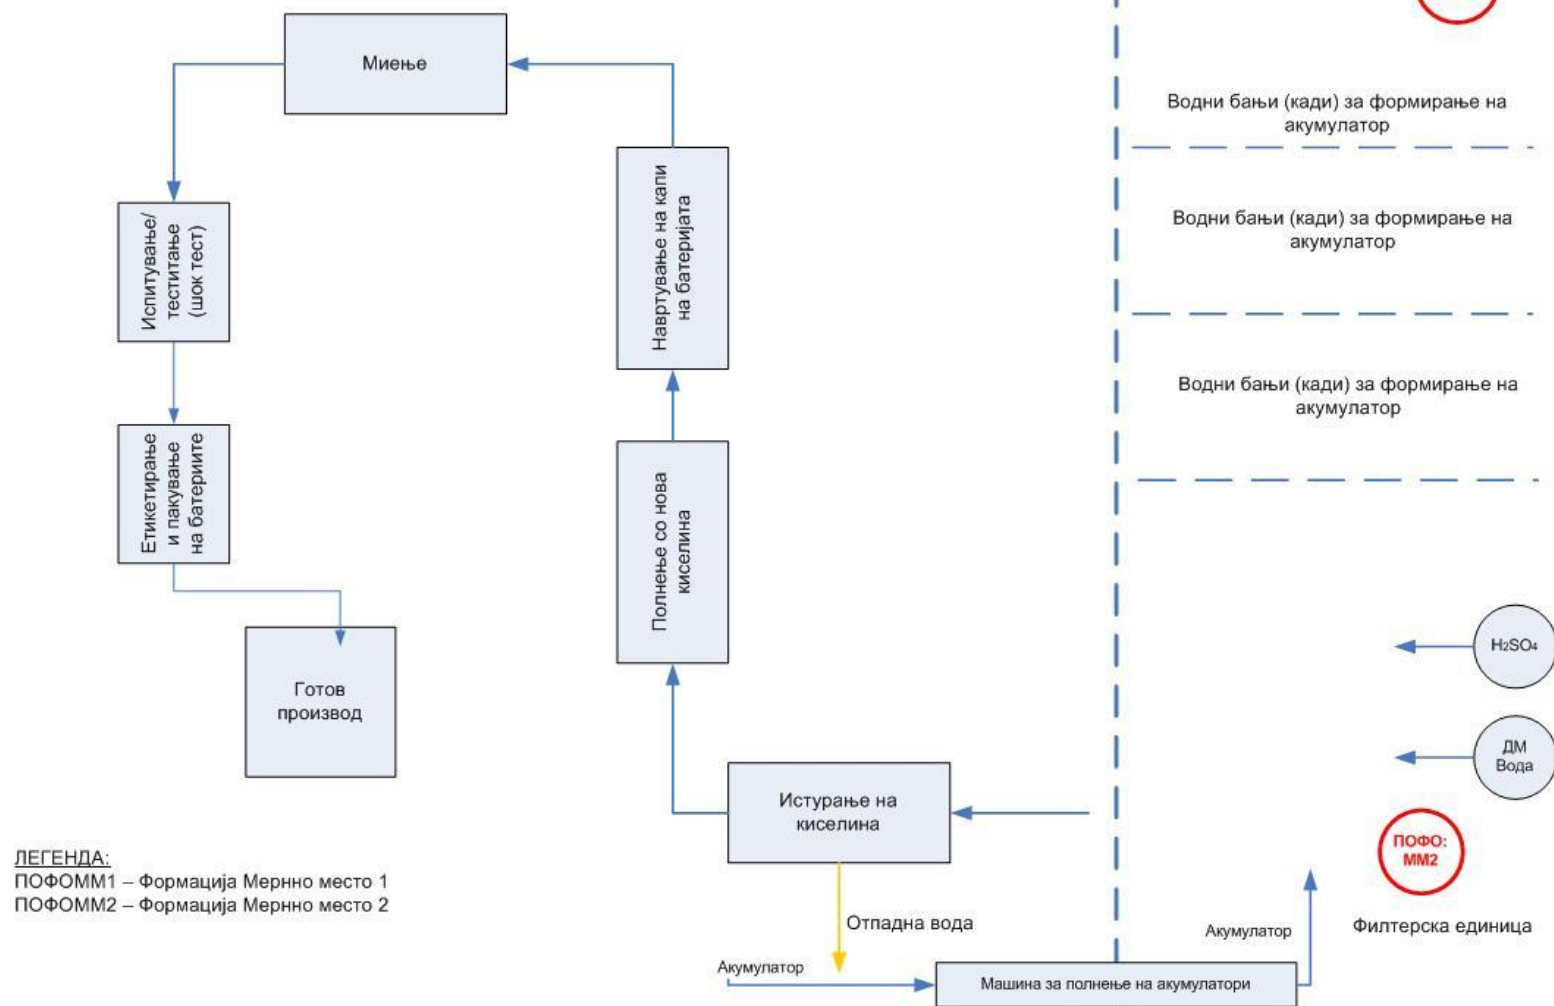 Миење
Водни бањи (кади) за формирање на
акумулатор
Водни бањи (кади) за формирање на
акумулатор
Водни бањи (кади) за формирање на
акумулатор
Испитување/
теститање
(шок тест)
Навртување на капи
на батеријата
Етикетирање
и пакување
на батериите
Полнење со нова
киселина
Готов
производ
H₂SO₄
ДМ
Вода
Истурање на
киселина
ПОФО:
ММ2
ЛЕГЕНДА:
ПОФОММ1 – Формација Мернно место 1
ПОФОММ2 – Формација Мернно место 2
Отпадна вода
Акумулатор
Филтерска единица
Акумулатор
Машина за полнење на акумулатори